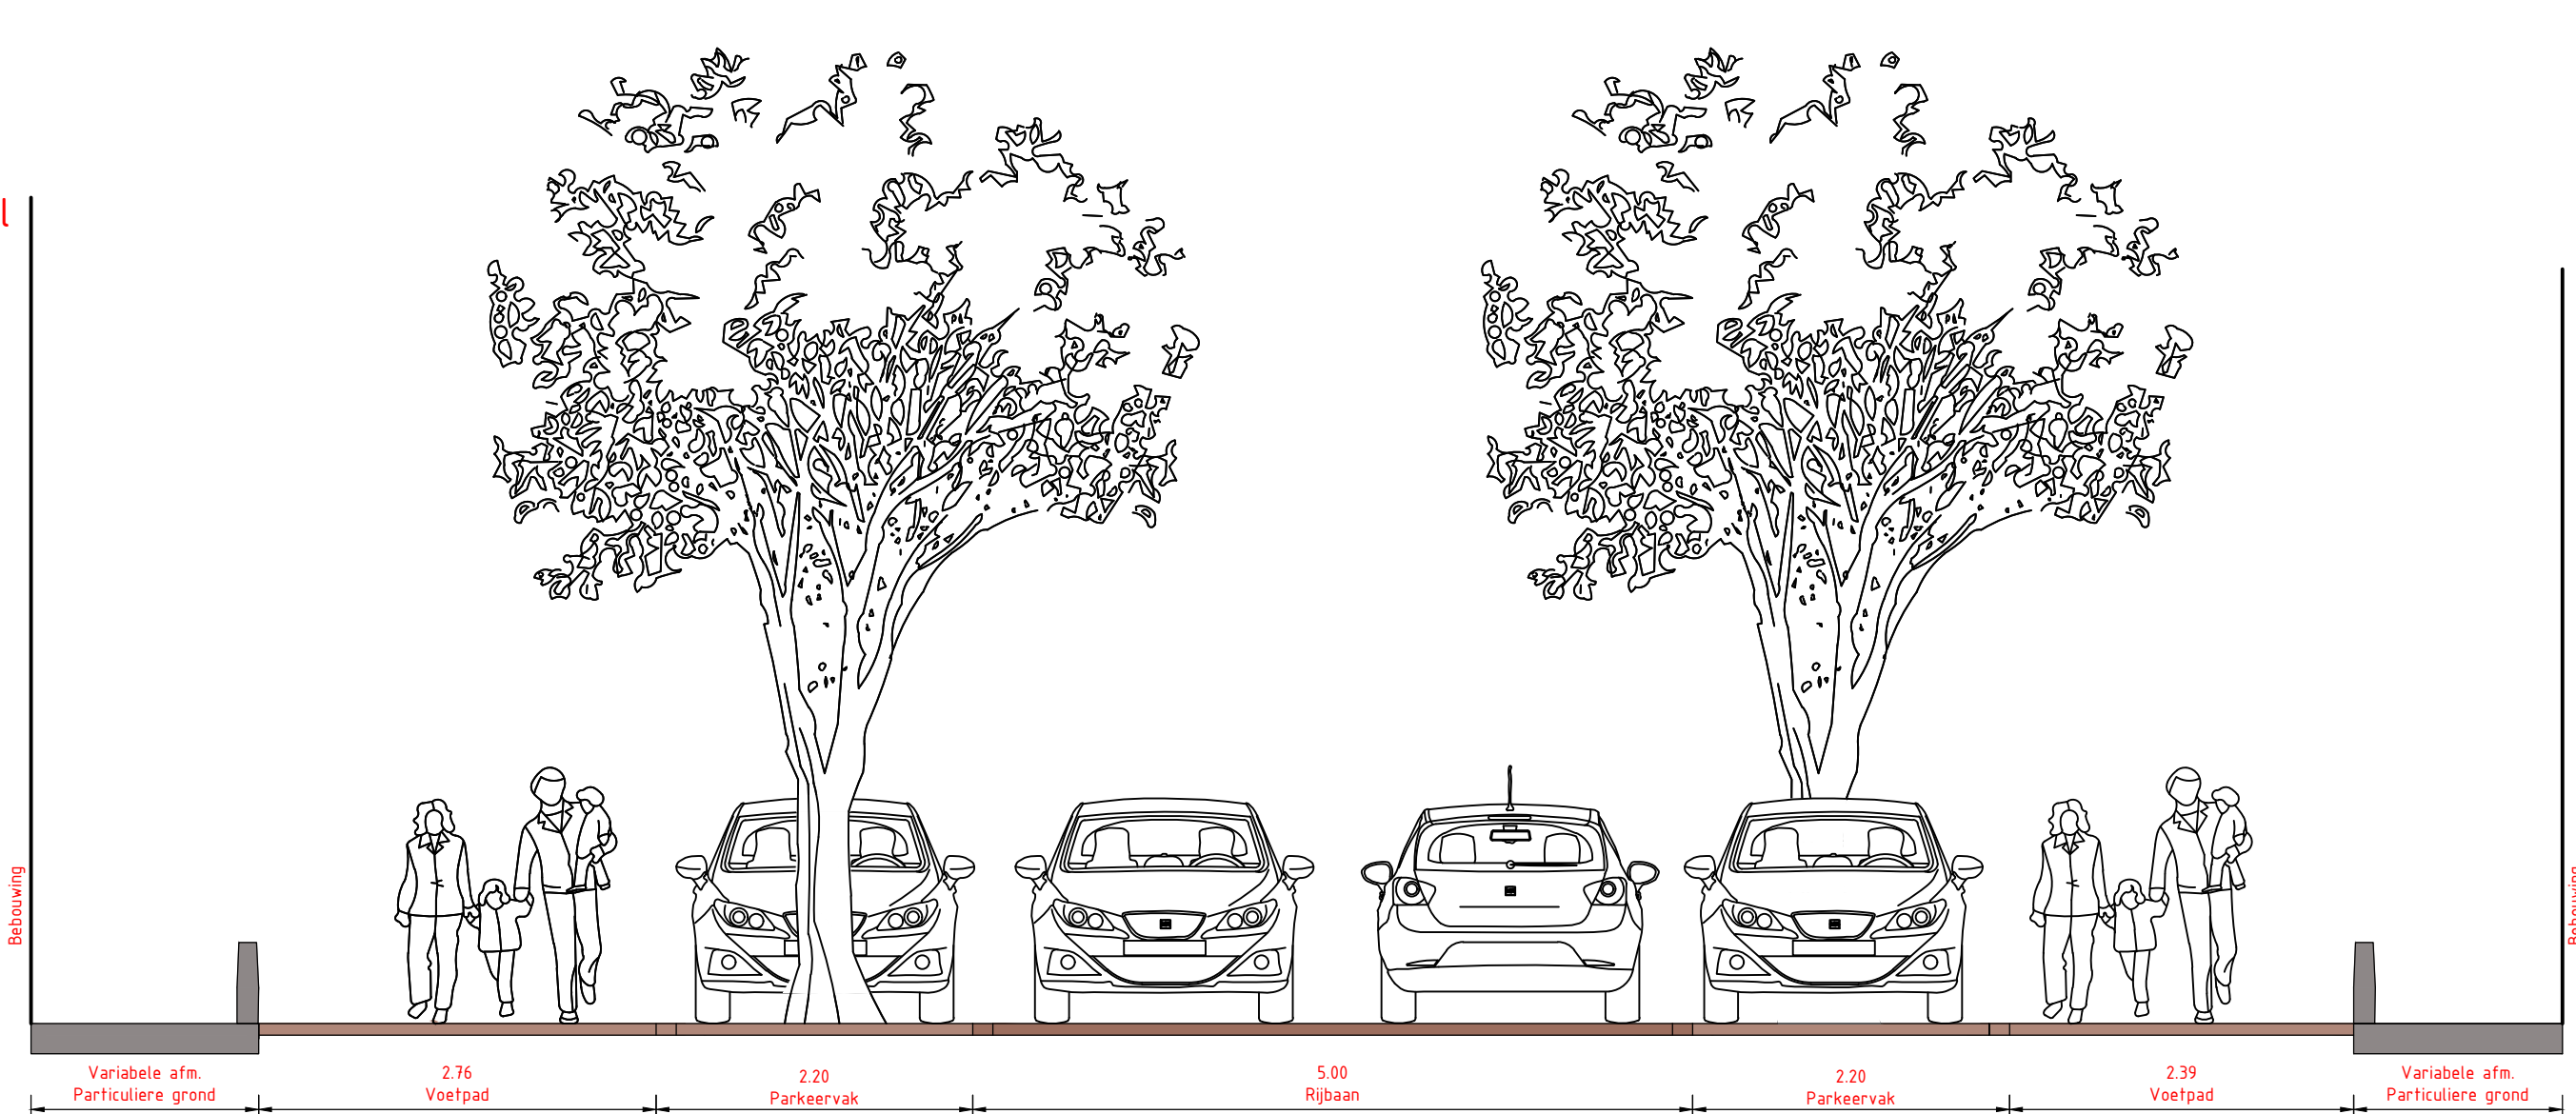 l
Bebouwing
Bebouwing
Variabele afm.
Particuliere grond
2.76
Voetpad
2.20
Parkeervak
5.00
Rijbaan
2.20
Parkeervak
2.39
Voetpad
Variabele afm.
Particuliere grond